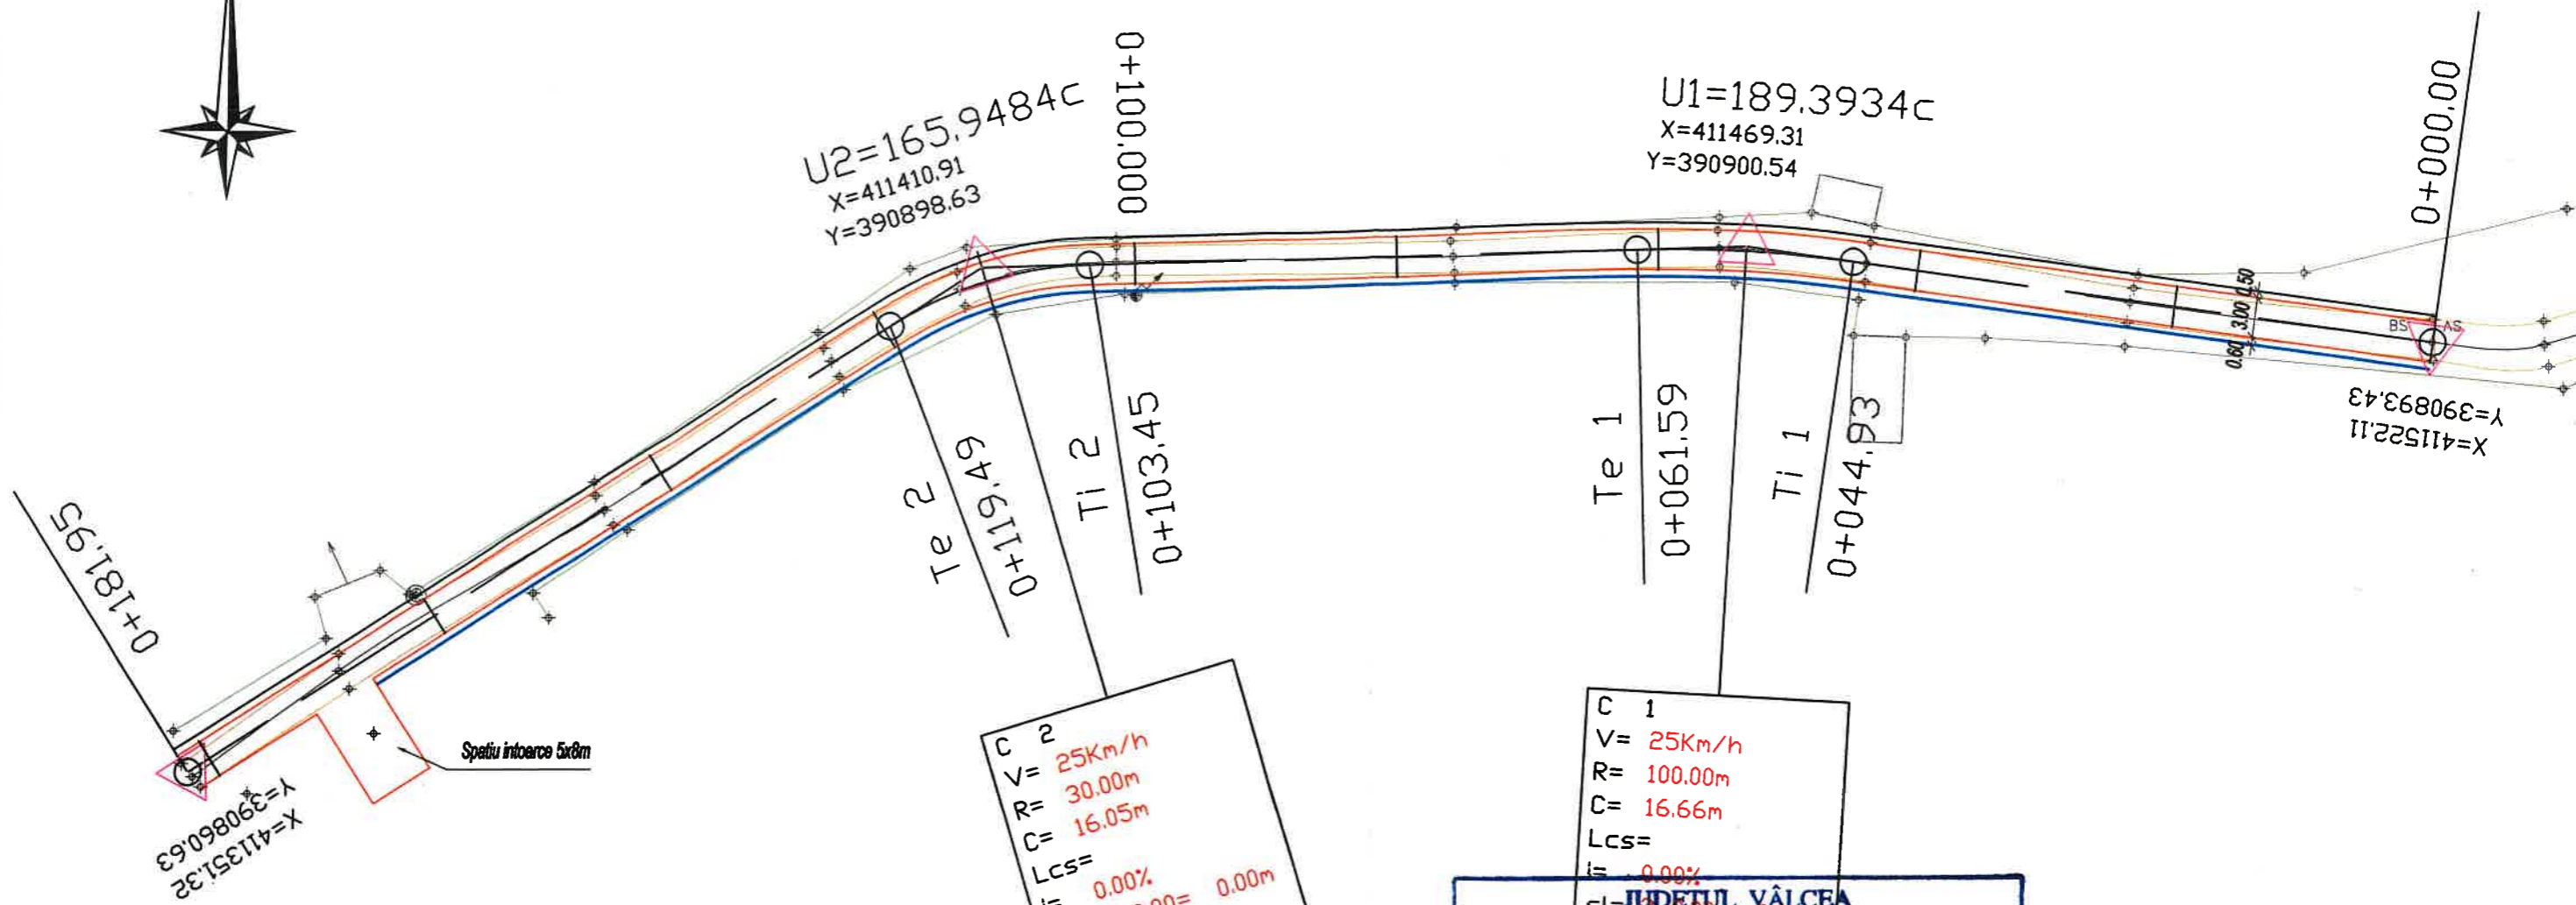 U2=165.9484c
X=411410.91
Y=390898.63
0+100.000
U1=189.3934c
X=411469.31
Y=390900.54
0+000.00
0.50
3.00
0.60
BS
AS
Y=390893.43
X=411522.11
0+181.95
Te 2
0+119.49
Ti 2
0+103.45
Te 1
0+061.59
Ti 1
0+044.93
Spatiu intoarce 5x8m
Y=390860.63
X=411351.32
C 2
V= 25Km/h
R= 30.00m
C= 16.05m
Lcs=
0.00%
0.00m
C 1
V= 25Km/h
R= 100.00m
C= 16.66m
Lcs=
i= 0.00%
JUDEȚUL VÂLCEA